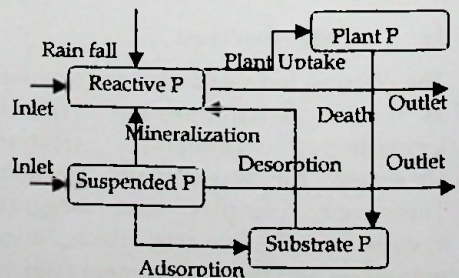 Plant P
Rain fall
Plant Uptake
Reactive P
Inlet
Outlet
Death
Mineralization
Inlet
Desorption
Outlet
Suspended P
Substrate P
Adsorption